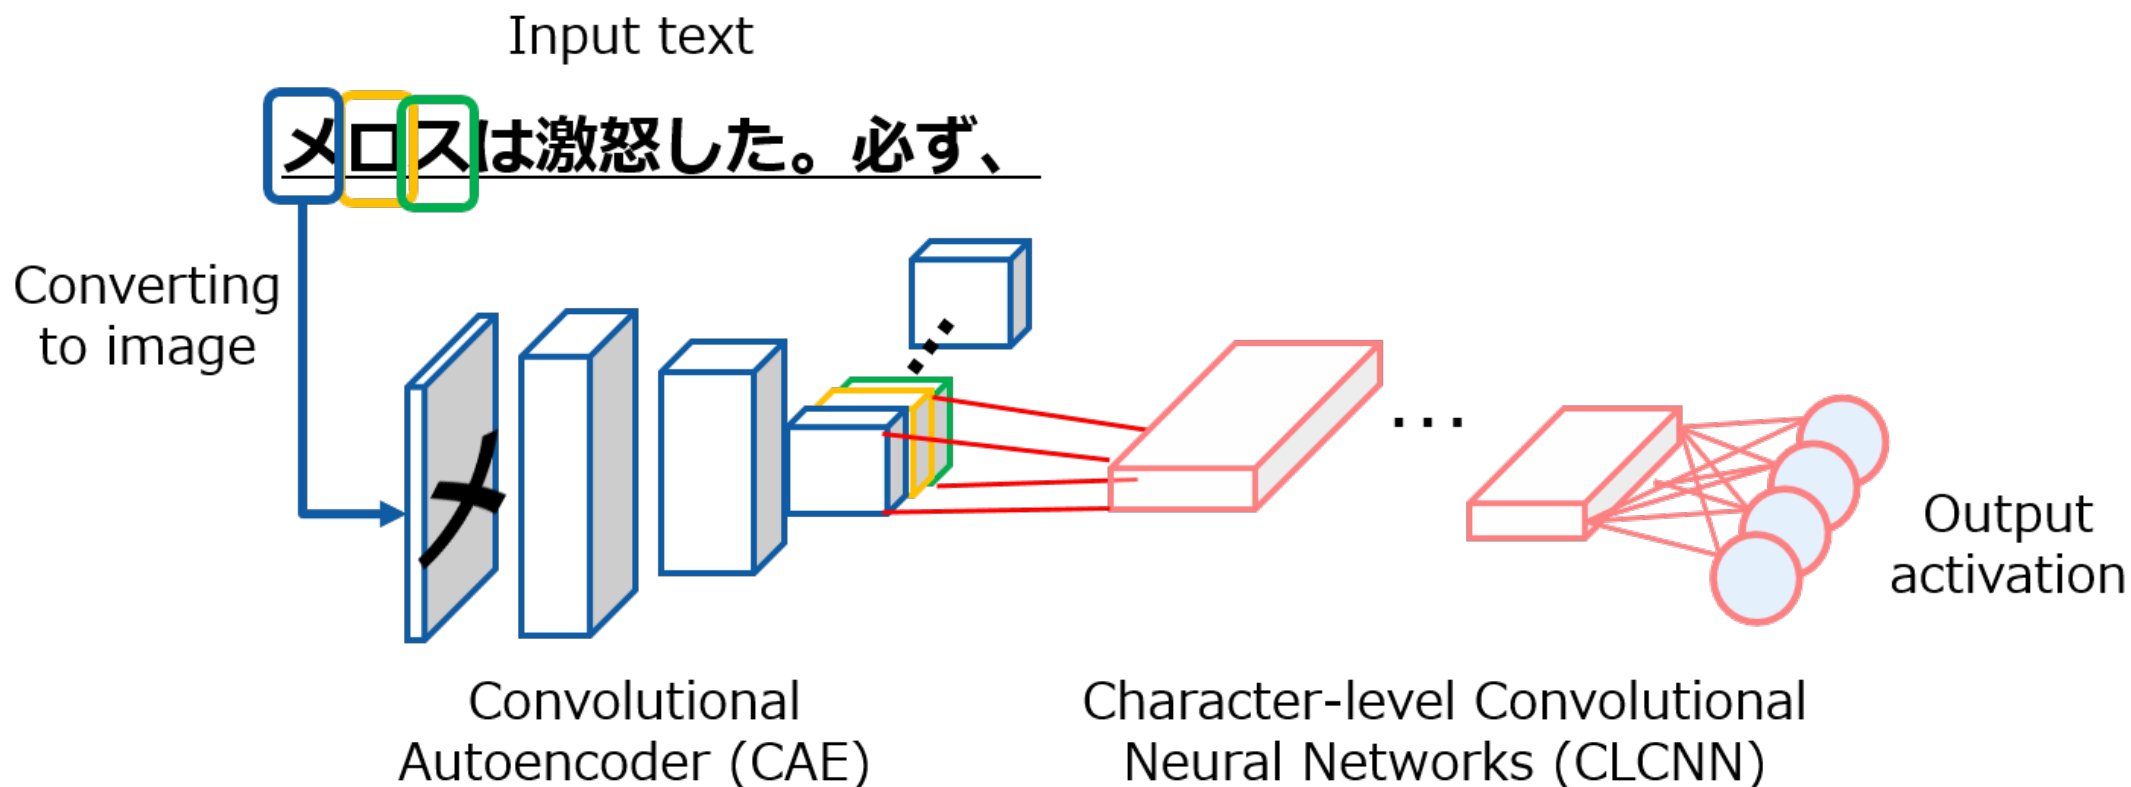 Input text
メロスは激怒した。必ず、
Converting
to image
メ
...
Output
activation
Convolutional
Autoencoder (CAE)
Character-level Convolutional
Neural Networks (CLCNN)